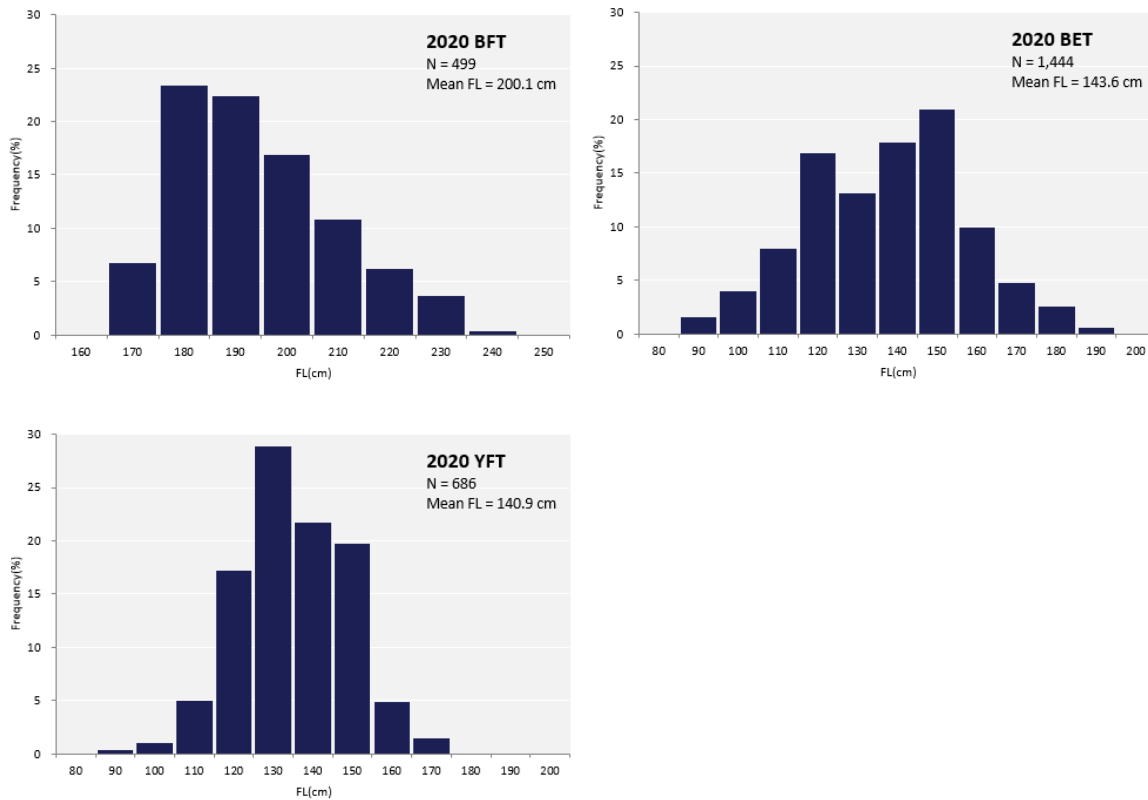 2020 BFT
N = 499
Mean FL = 200.1 cm
Frequency(%)
30
25
20
15
10
5
0
160 170 180 190 200 210 220 230 240 250
FL(cm)
2020 BET
N = 1,444
Mean FL = 143.6 cm
Frequency(%)
30
25
20
15
10
5
0
80 90 100 110 120 130 140 150 160 170 180 190 200
FL(cm)
2020 YFT
N = 686
Mean FL = 140.9 cm
Frequency(%)
30
25
20
15
10
5
0
80 90 100 110 120 130 140 150 160 170 180 190 200
FL(cm)